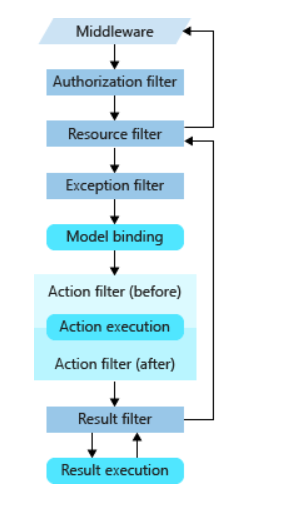 Middleware
Authorization filter
Resource filter
Exception filter
Model binding
Action filter (before)
Action execution
Action filter (after)
Result filter
Result execution